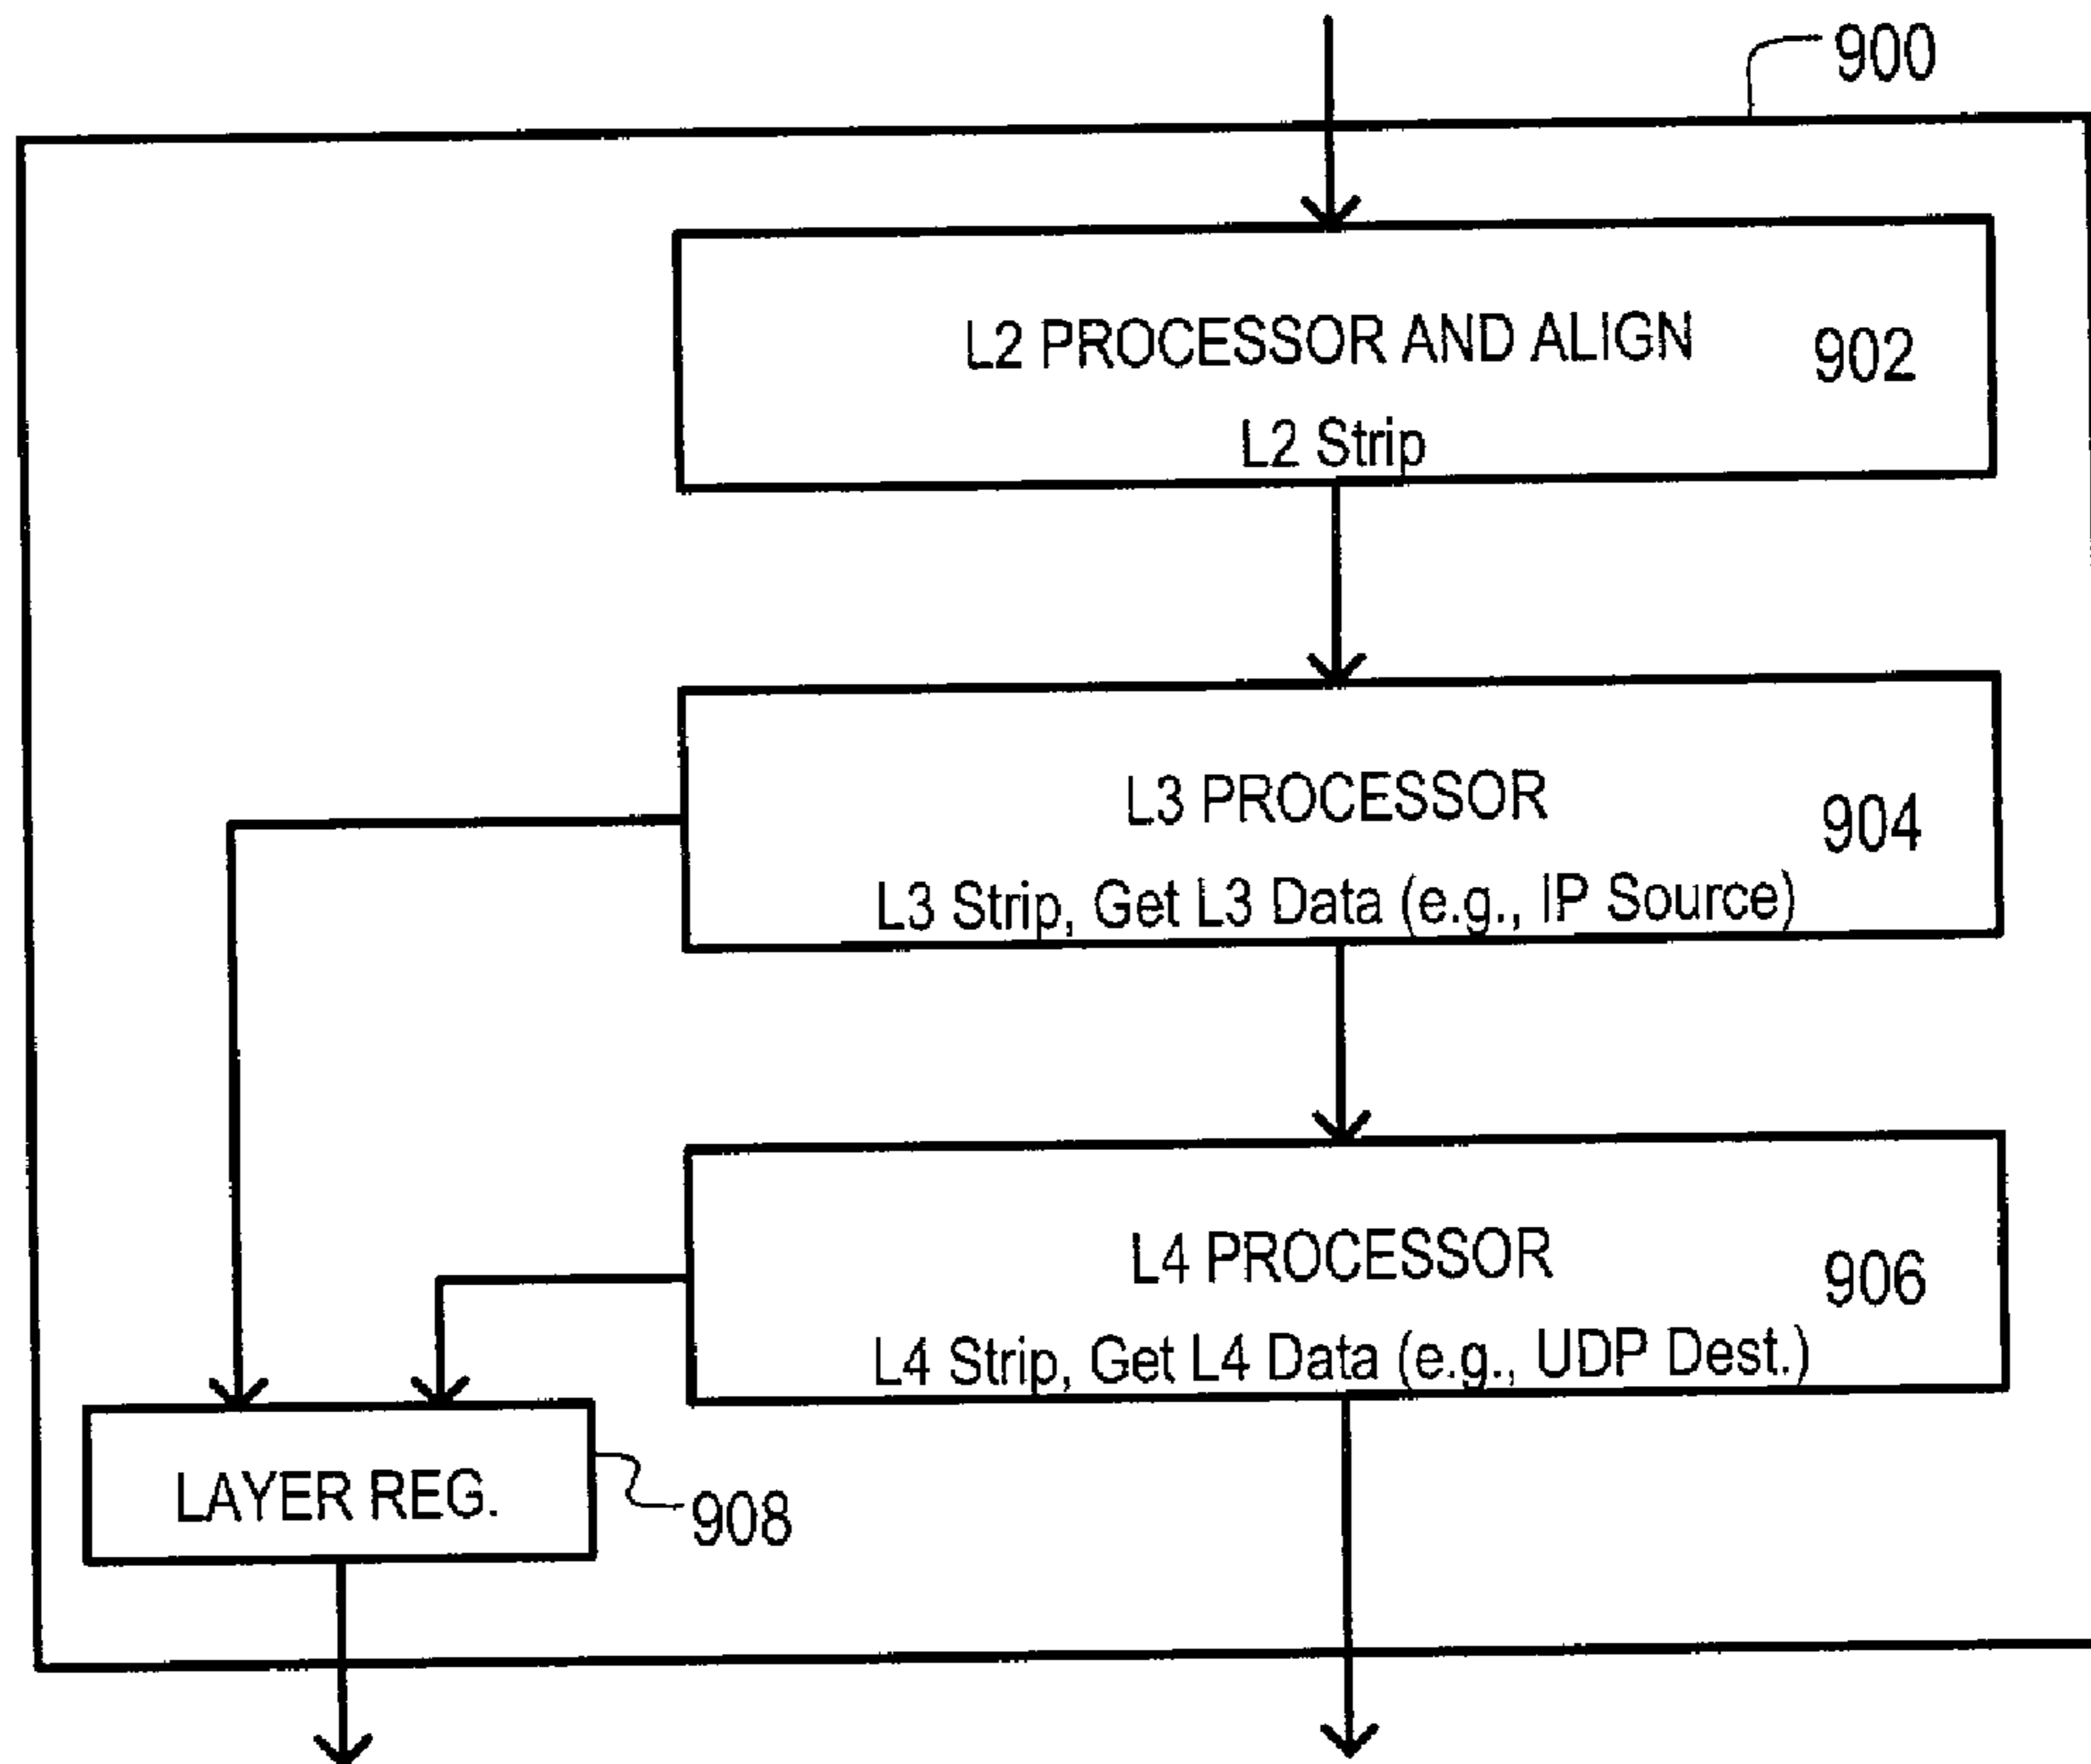 900
L2 PROCESSOR AND ALIGN 902
L2 Strip
L3 PROCESSOR 904
L3 Strip, Get L3 Data (e.g., IP Source)
L4 PROCESSOR 906
L4 Strip, Get L4 Data (e.g., UDP Dest.)
LAYER REG. 908